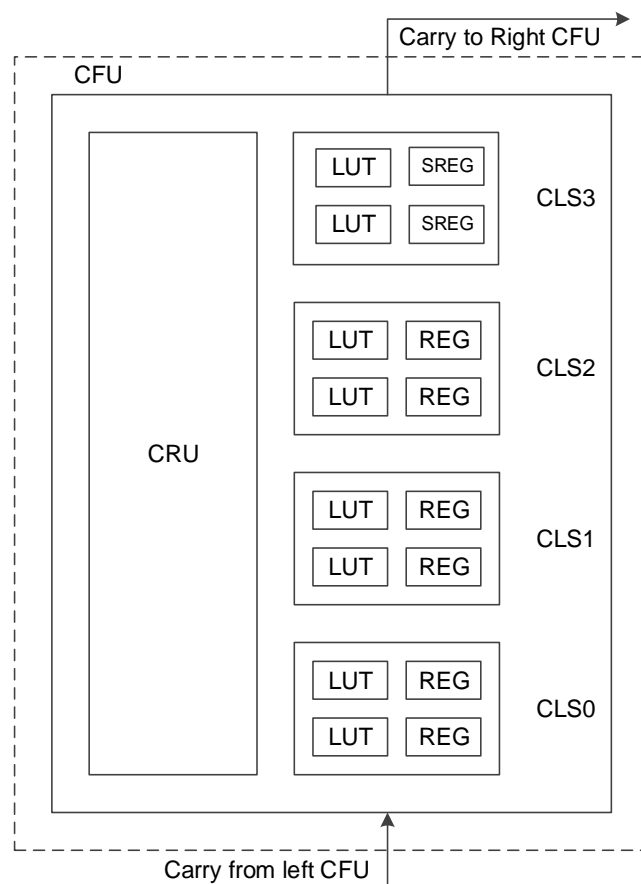 Carry to Right CFU
CFU
LUT SREG
LUT SREG
CLS3
LUT REG
LUT REG
CLS2
CRU
LUT REG
LUT REG
CLS1
LUT REG
LUT REG
CLS0
Carry from left CFU